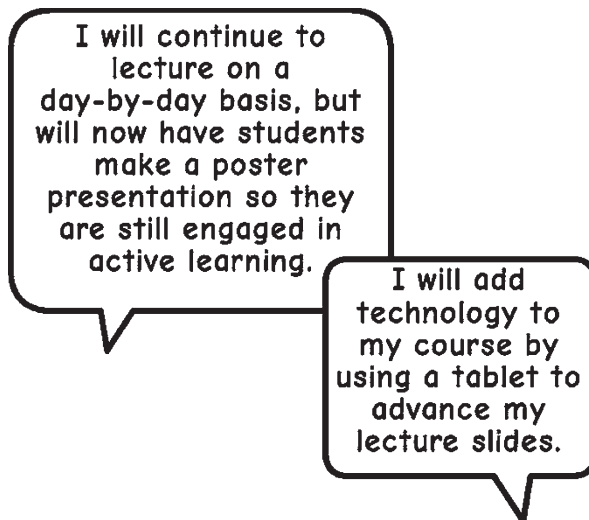 I will continue to
lecture on a
day-by-day basis, but
will now have students
make a poster
presentation so they
are still engaged in
active learning.
I will add
technology to
my course by
using a tablet to
advance my
lecture slides.